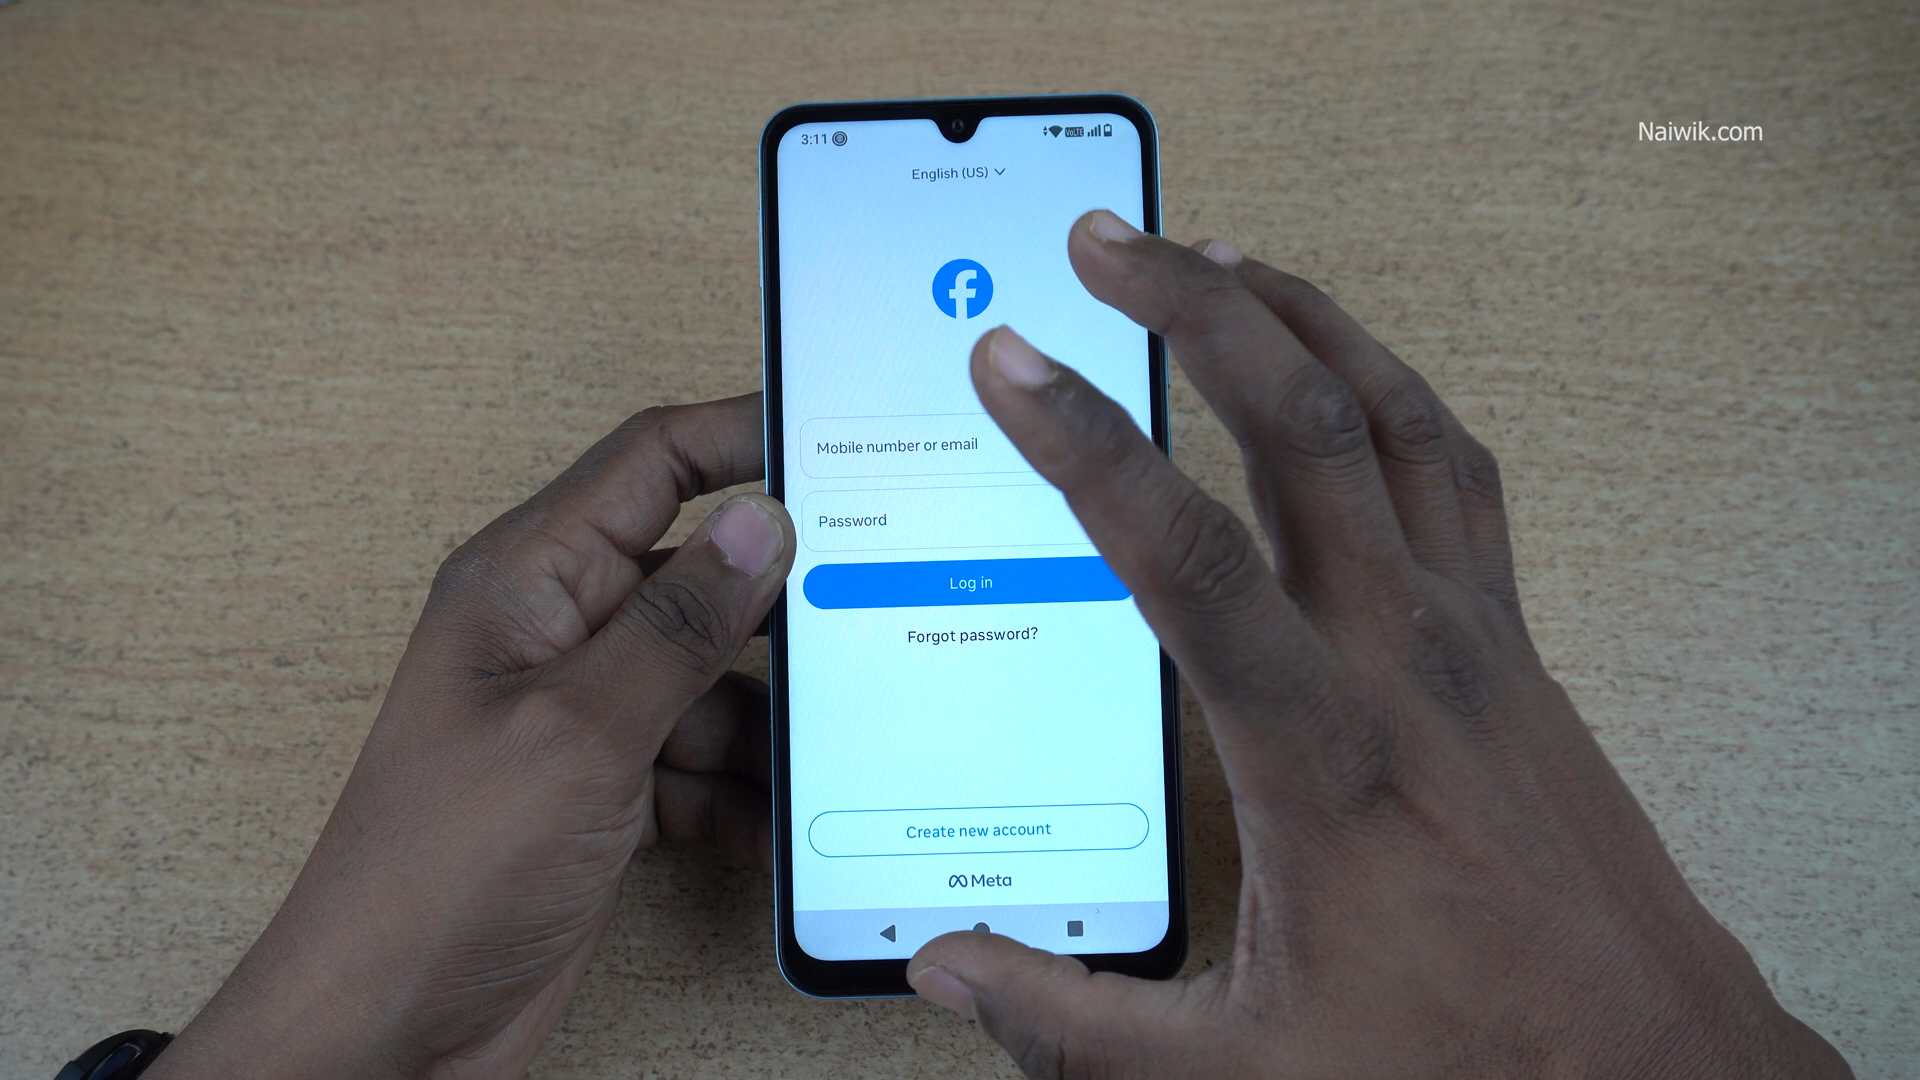 Naiwik.com
3:11
VoLTE
English (US)
Mobile number or email
Password
Log in
Forgot password?
Create new account
Meta